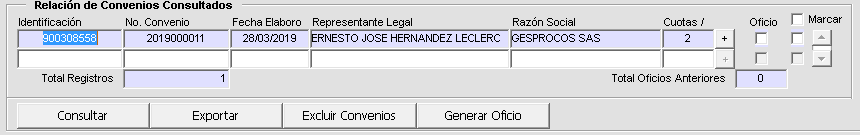 Relación de Convenios Consultados
Identificación No. Convenio Fecha Elaboro Representante Legal Razón Social Cuotas / Oficio Marcar
900308558 2019000011 28/03/2019 ERNESTO JOSE HERNANDEZ LECLERC GESPROCOS SAS 2 +
+
Total Registros 1 Total Oficios Anteriores 0
Consultar Exportar Excluir Convenios Generar Oficio